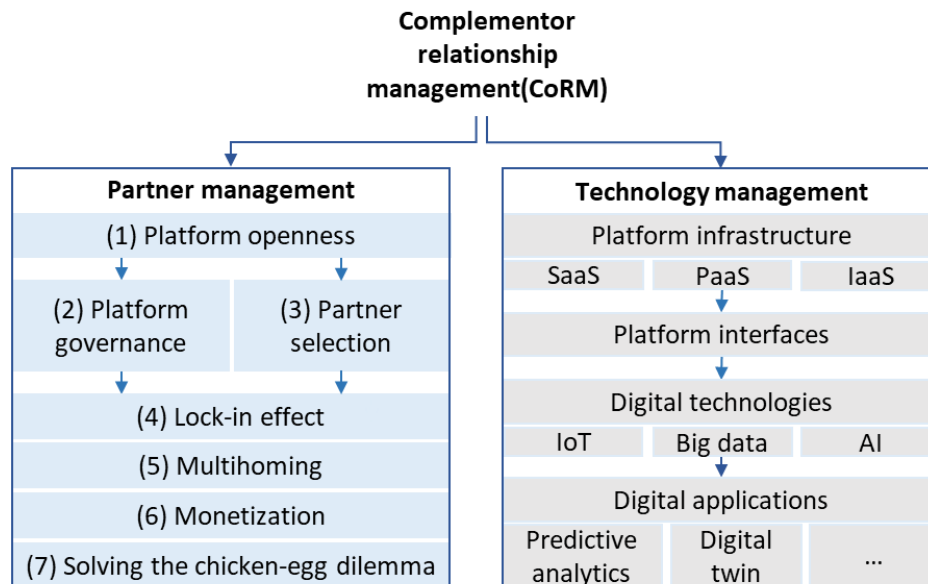 Complementor
relationship
management(CoRM)
Partner management
(1) Platform openness
(2) Platform
governance
(3) Partner
selection
(4) Lock-in effect
(5) Multihoming
(6) Monetization
(7) Solving the chicken-egg dilemma
Technology management
Platform infrastructure
SaaS
PaaS
IaaS
Platform interfaces
Digital technologies
IoT
Big data
AI
Digital applications
Predictive
analytics
Digital
twin
...